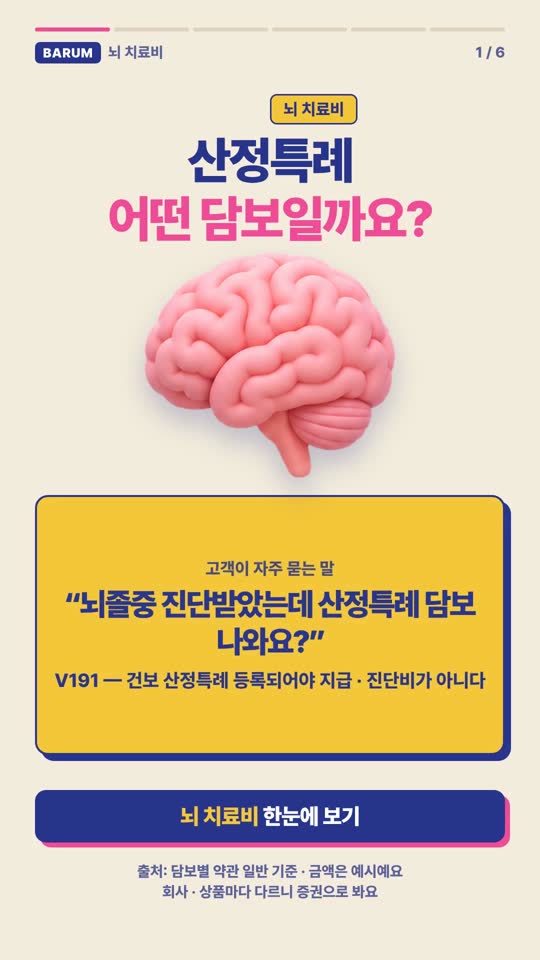 BARUM 뇌 치료비 1 / 6
뇌 치료비
산정특례
어떤 담보일까요?
고객이 자주 묻는 말
“뇌졸중 진단받았는데 산정특례 담보
나와요?”
V191 — 건보 산정특례 등록되어야 지급 · 진단비가 아니다
뇌 치료비 한눈에 보기
출처: 담보별 약관 일반 기준 · 금액은 예시예요
회사 · 상품마다 다르니 증권으로 봐요